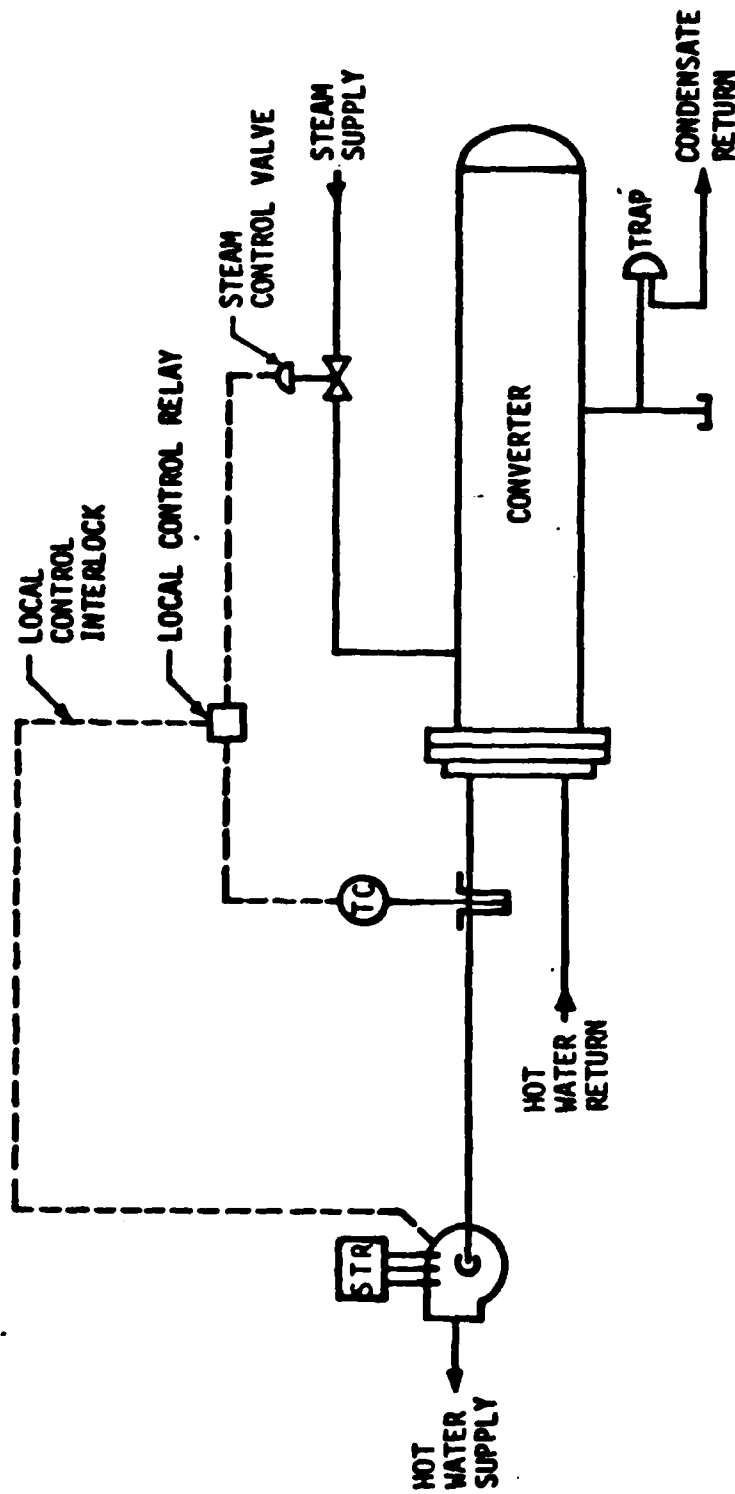 LOCAL
CONTROL
INTERLOCK
LOCAL CONTROL RELAY
STEAM
CONTROL VALVE
STEAM
SUPPLY
STR
TC
CONVERTER
TRAP
HOT
WATER
SUPPLY
HOT
WATER
RETURN
CONDENSATE
RETURN